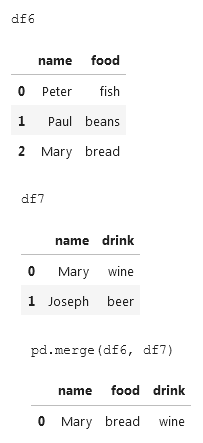 df6
name food
0 Peter fish
1 Paul beans
2 Mary bread
df7
name drink
0 Mary wine
1 Joseph beer
pd.merge(df6, df7)
name food drink
0 Mary bread wine